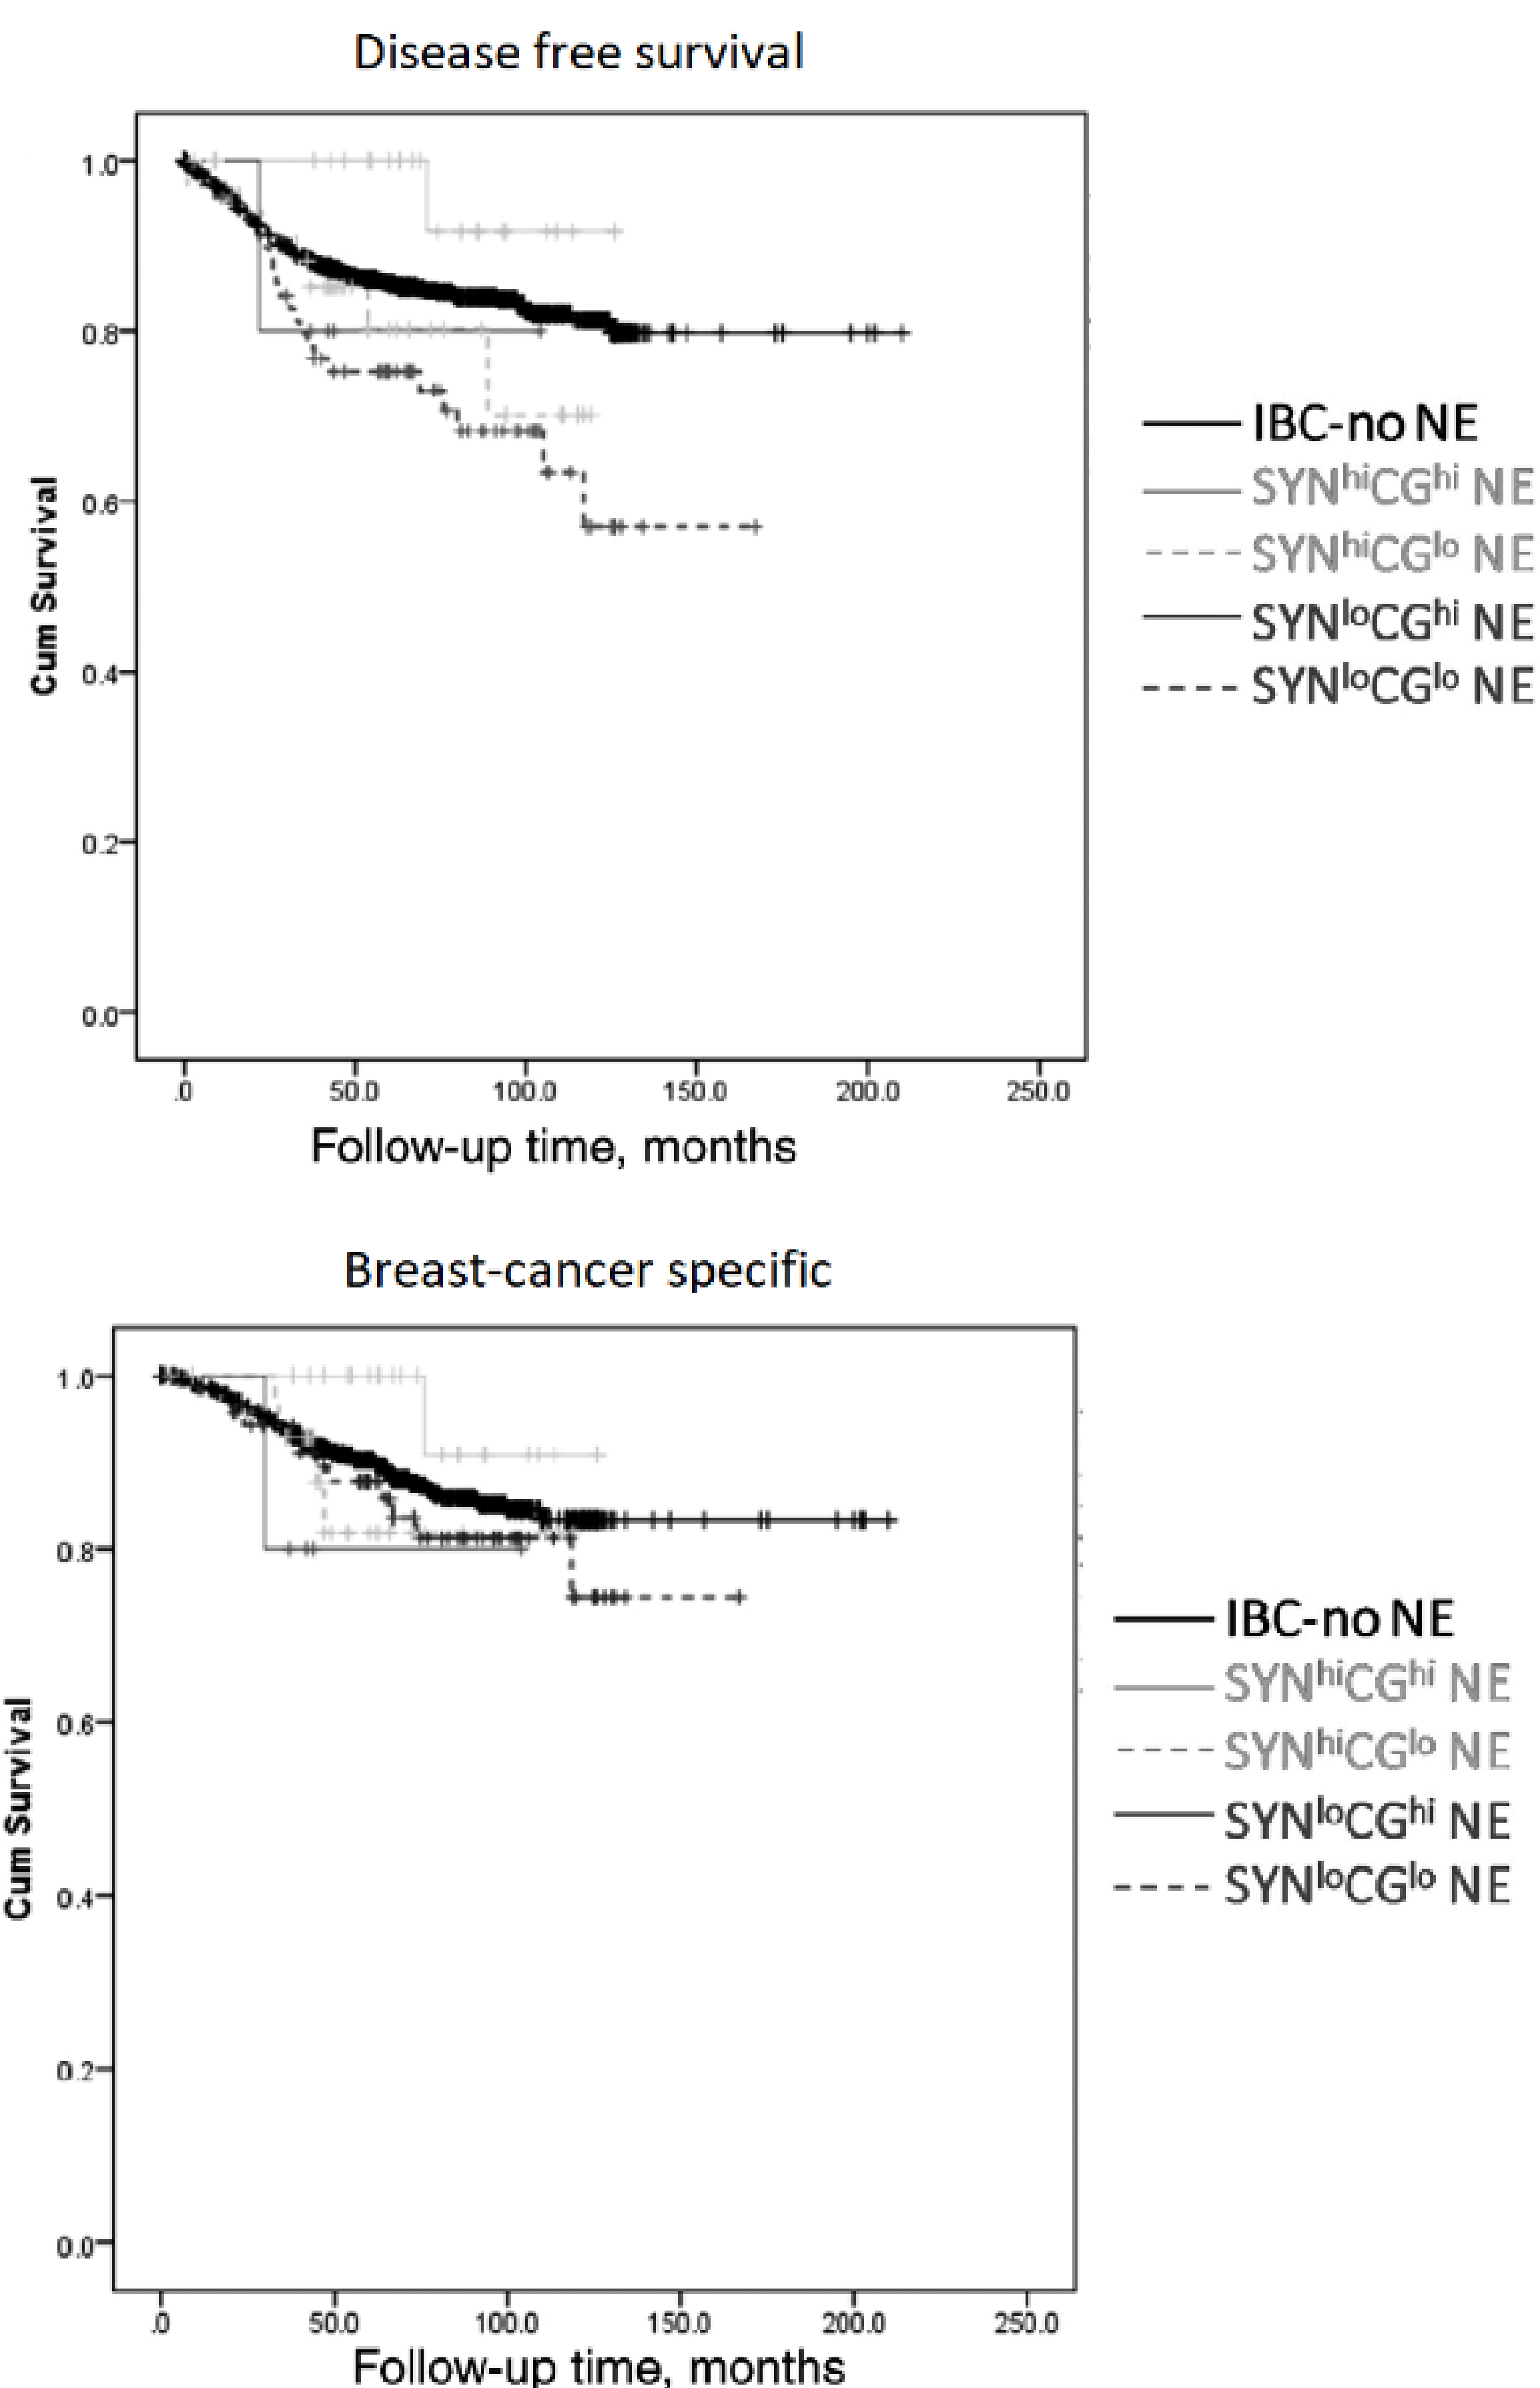 Disease free survival
1.0
0.8
0.6
0.4
0.2
0.0
Cum Survival
.0 50.0 100.0 150.0 200.0 250.0
Follow-up time, months
IBC-no NE
SYNhiCGhi NE
SYNhiCGlo NE
SYNloCGhi NE
SYNloCGlo NE
Breast-cancer specific
1.0
0.8
0.6
0.4
0.2
0.0
Cum Survival
.0 50.0 100.0 150.0 200.0 250.0
Follow-up time, months
IBC-no NE
SYNhiCGhi NE
SYNhiCGlo NE
SYNloCGhi NE
SYNloCGlo NE